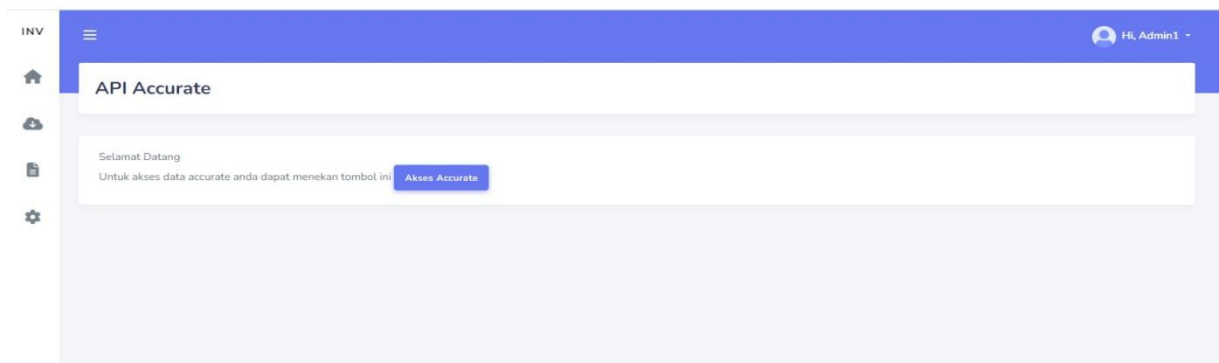 INV
Hi, Admin1
API Accurate
Selamat Datang
Untuk akses data accurate anda dapat menekan tombol ini Akses Accurate